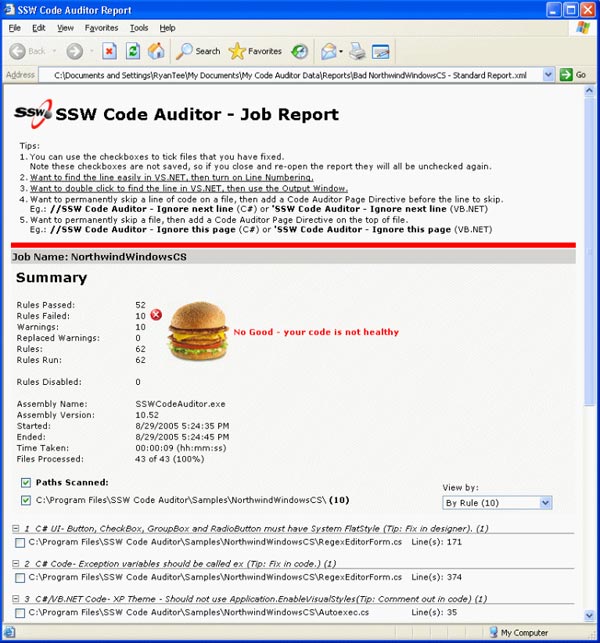 SSW Code Auditor Report
File Edit View Favorites Tools Help
Back Search Favorites
Address C:\Documents and Settings\RyanTee\My Documents\My Code Auditor Data\Reports\Bad NorthwindWindowsCS - Standard Report.xml Go
SSW SSW Code Auditor - Job Report
Tips:
1. You can use the checkboxes to tick files that you have fixed.
Note these checkboxes are not saved, so if you close and re-open the report they will all be unchecked again.
2. Want to find the line easily in VS.NET, then turn on Line Numbering.
3. Want to double click to find the line in VS.NET, then use the Output Window.
4. Want to permanently skip a line of code on a file, then add a Code Auditor Page Directive before the line to skip.
Eg.: //SSW Code Auditor - Ignore next line (C#) or 'SSW Code Auditor - Ignore next line (VB.NET)
5. Want to permanently skip a file, then add a Code Auditor Page Directive on the top of file.
Eg.: //SSW Code Auditor - Ignore this page (C#) or 'SSW Code Auditor - Ignore this page (VB.NET)
Job Name: NorthwindWindowsCS
Summary
Rules Passed: 52
Rules Failed: 10
Warnings: 10
Replaced Warnings: 0
Rules: 62
Rules Run: 62
No Good - your code is not healthy
Rules Disabled: 0
Assembly Name: SSWCodeAuditor.exe
Assembly Version: 10.52
Started: 8/29/2005 5:24:35 PM
Ended: 8/29/2005 5:24:45 PM
Time Taken: 00:00:09 (hh:mm:ss)
Files Processed: 43 of 43 (100%)
Paths Scanned:
C:\Program Files\SSW Code Auditor\Samples\NorthwindWindowsCS\ (10)
View by:
By Rule (10)
1 C# UI- Button, CheckBox, GroupBox and RadioButton must have System FlatStyle (Tip: Fix in designer). (1)
C:\Program Files\SSW Code Auditor\Samples\NorthwindWindowsCS\RegexEditorForm.cs Line(s): 171
2 C# Code- Exception variables should be called ex (Tip: Fix in code.) (1)
C:\Program Files\SSW Code Auditor\Samples\NorthwindWindowsCS\RegexEditorForm.cs Line(s): 374
3 C#/VB.NET Code- XP Theme - Should not use Application.EnableVisualStyles(Tip: Comment out in code) (1)
C:\Program Files\SSW Code Auditor\Samples\NorthwindWindowsCS\Autoexec.cs Line(s): 35
My Computer